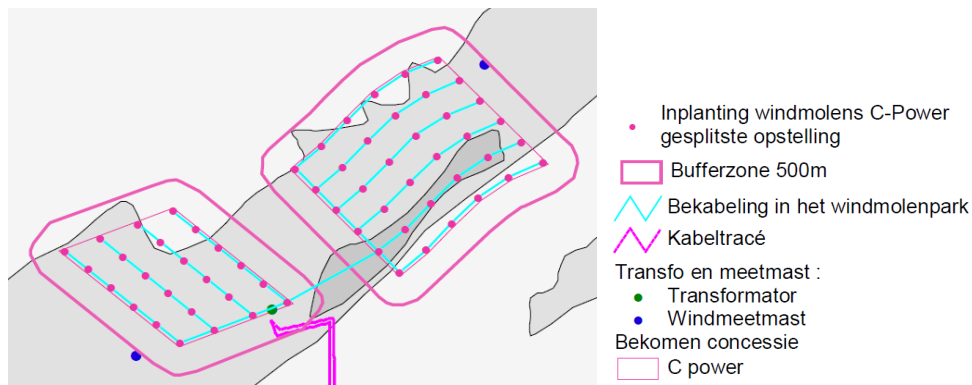 Inplanting windmolens C-Power
gesplitste opstelling
Bufferzone 500m
Bekabeling in het windmolenpark
Kabeltracé
Transfo en meetmast :
Transformator
Windmeetmast
Bekomen concessie
C power